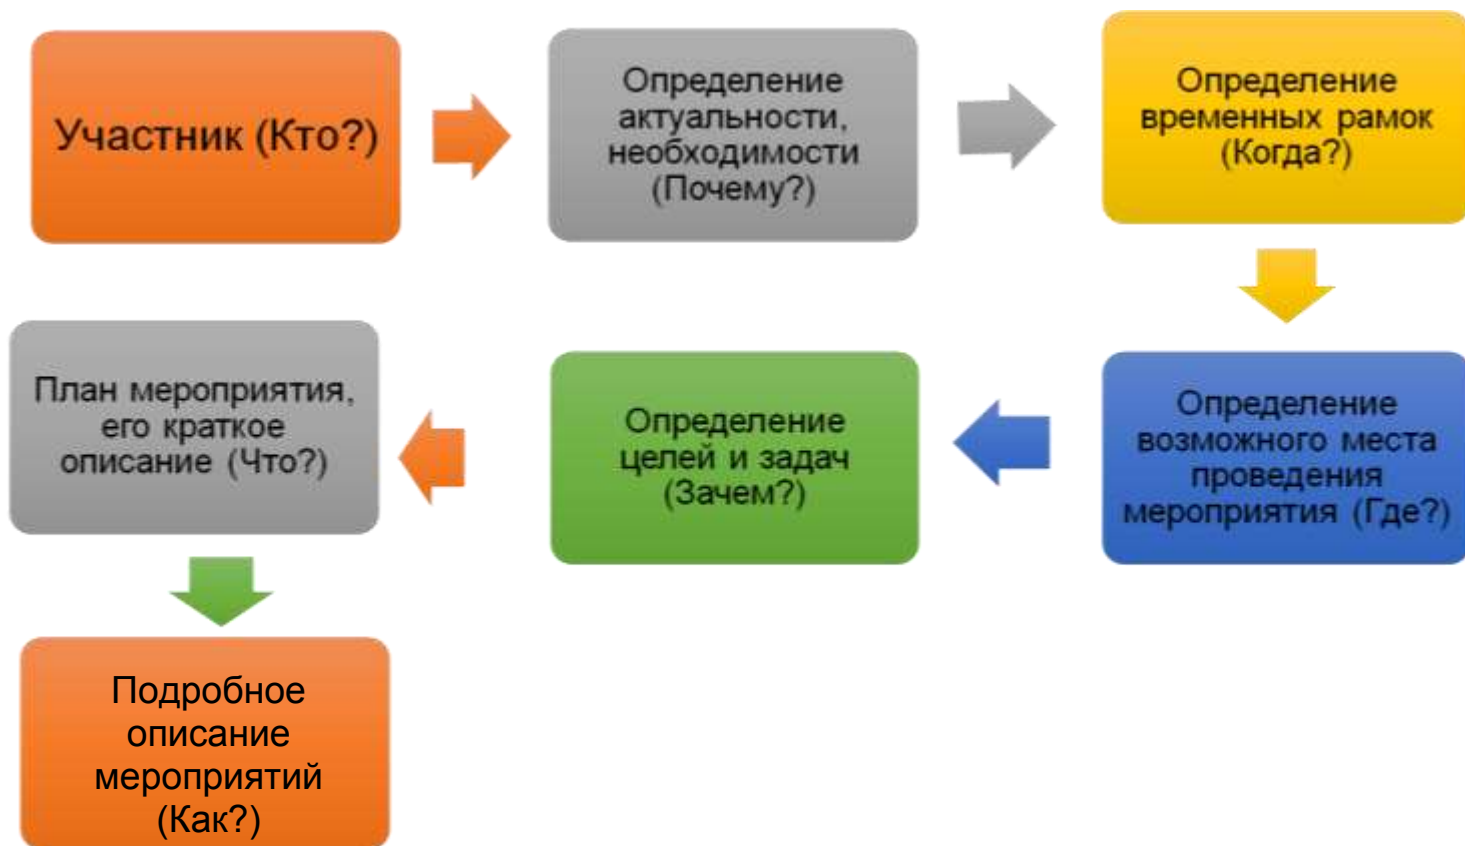 Участник (Кто?)
Определение
актуальности,
необходимости
(Почему?)
Определение
временных рамок
(Когда?)
Определение
возможного места
проведения
мероприятия (Где?)
Определение
целей и задач
(Зачем?)
План мероприятия,
его краткое
описание (Что?)
Подробное
описание
мероприятий
(Как?)